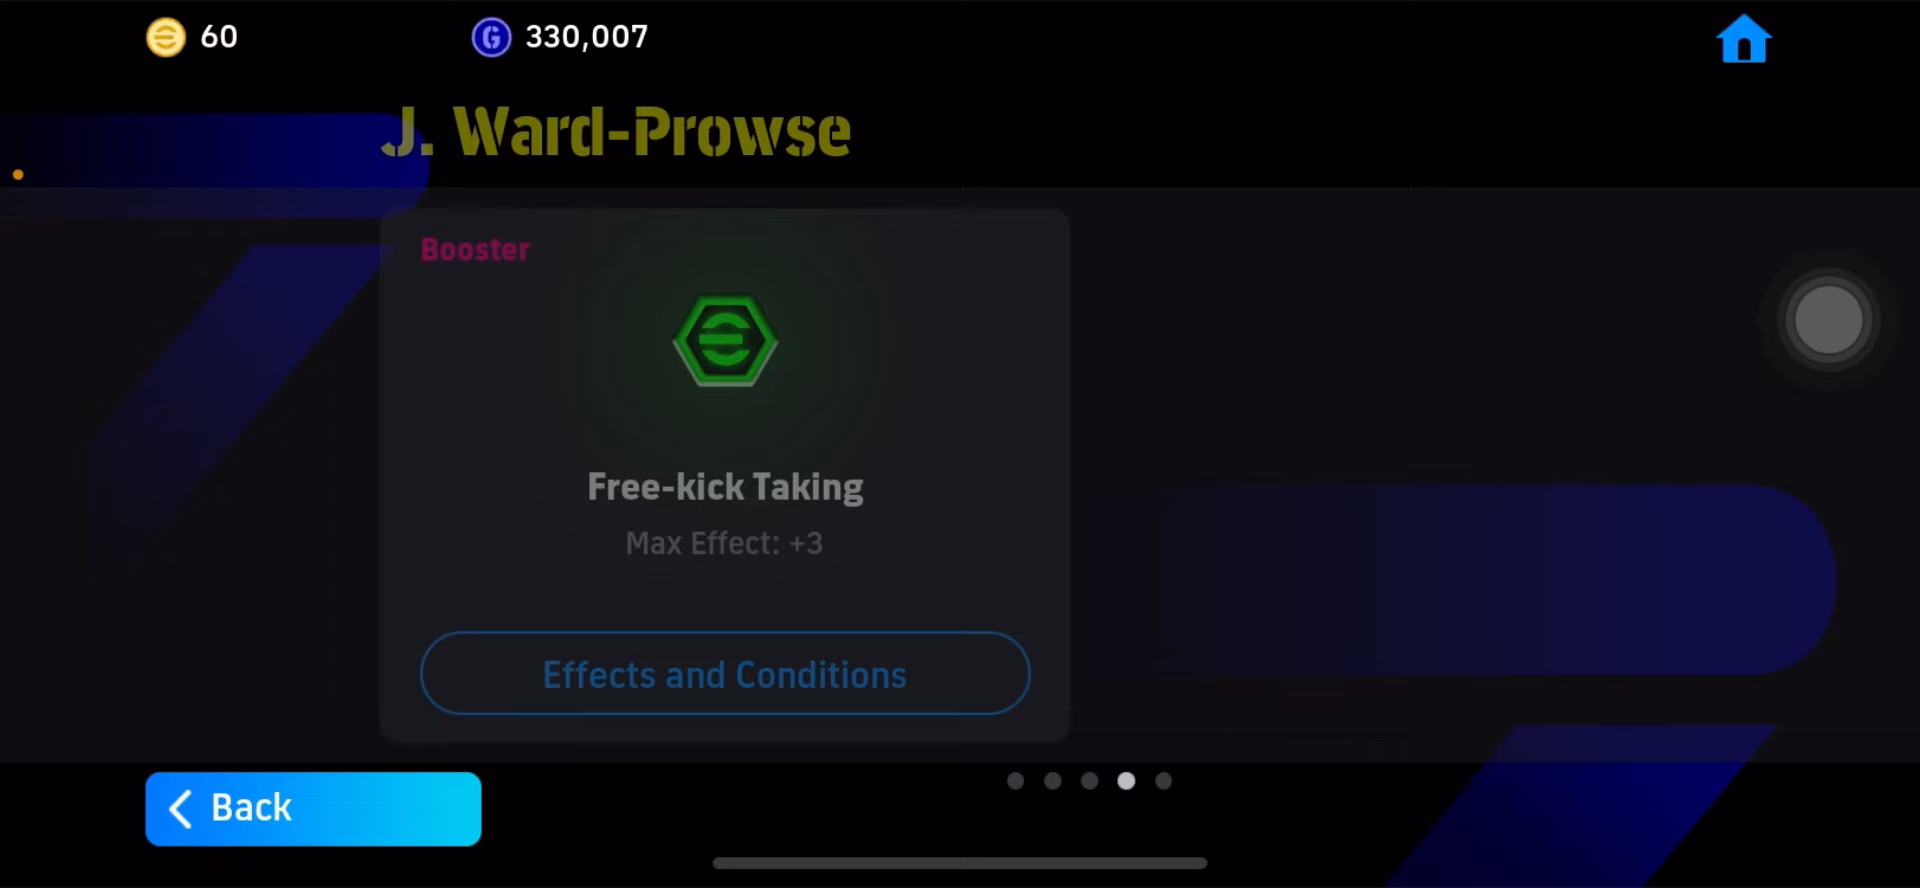 60
330,007
J. Ward-Prowse
Booster
Free-kick Taking
Max Effect: +3
Effects and Conditions
Back